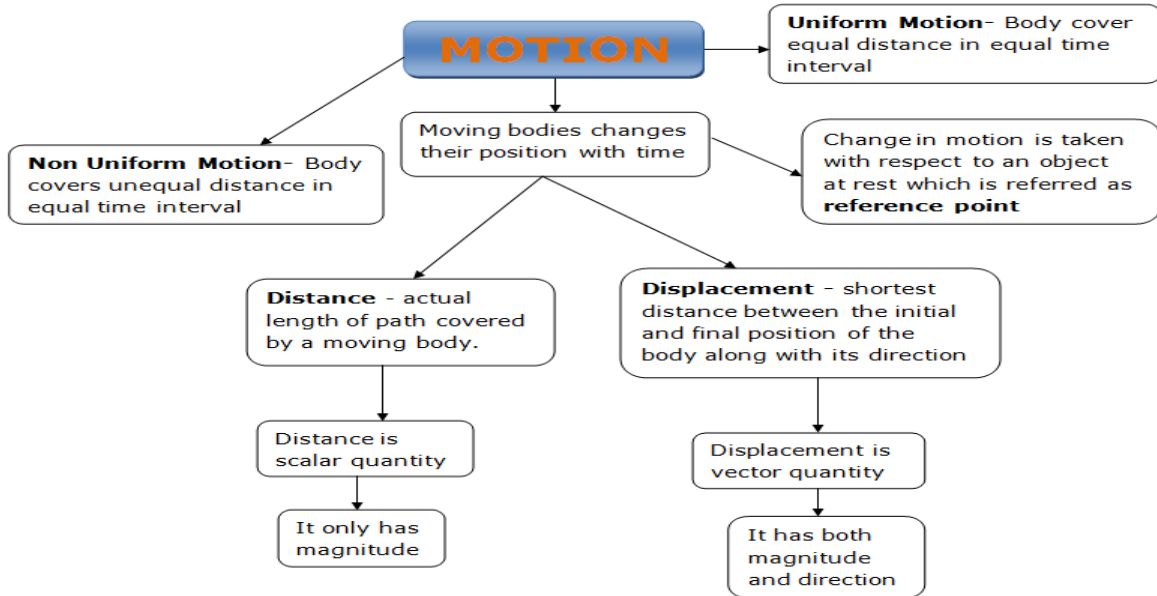 MOTION
Uniform Motion- Body cover
equal distance in equal time
interval
Moving bodies changes
their position with time
Change in motion is taken
with respect to an object
at rest which is referred as
reference point
Non Uniform Motion- Body
covers unequal distance in
equal time interval
Distance - actual
length of path covered
by a moving body.
Displacement - shortest
distance between the initial
and final position of the
body along with its direction
Distance is
scalar quantity
Displacement is
vector quantity
It only has
magnitude
It has both
magnitude
and direction